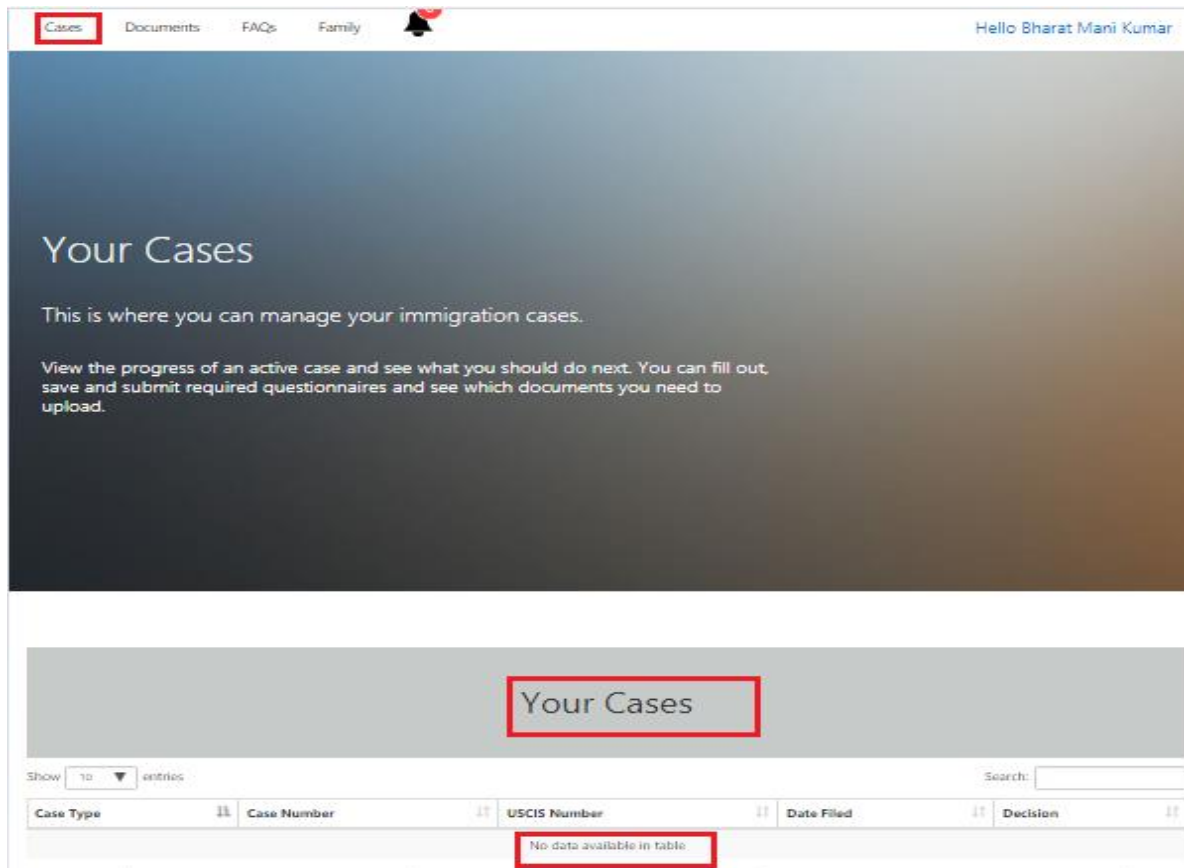 Cases Documents FAQs Family Hello Bharat Mani Kumar
Your Cases
This is where you can manage your immigration cases.
View the progress of an active case and see what you should do next. You can fill out,
save and submit required questionnaires and see which documents you need to
upload.
Your Cases
Show 10 entries Search:
Case Type Case Number USCIS Number Date Filed Decision
No data available in table